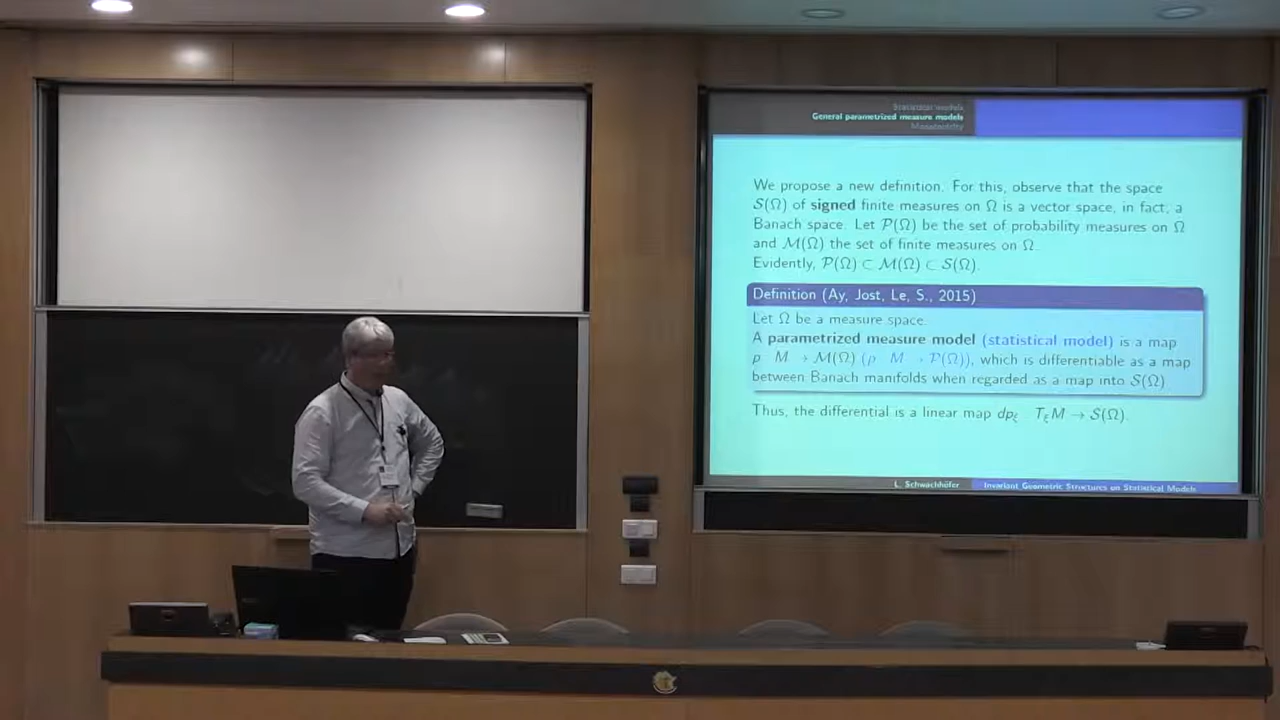 Statistical models
General parametrized measure models
Monotonicity
We propose a new definition. For this, observe that the space
S(Ω) of signed finite measures on Ω is a vector space, in fact, a
Banach space. Let P(Ω) be the set of probability measures on Ω
and M(Ω) the set of finite measures on Ω.
Evidently, P(Ω) ⊂ M(Ω) ⊂ S(Ω).
Definition (Ay, Jost, Le, S., 2015)
Let Ω be a measure space.
A parametrized measure model (statistical model) is a map
p M → M(Ω) (p M → P(Ω)), which is differentiable as a map
between Banach manifolds when regarded as a map into S(Ω).
Thus, the differential is a linear map dpξ TξM → S(Ω).
L. Schwachhöfer Invariant Geometric Structures on Statistical Models